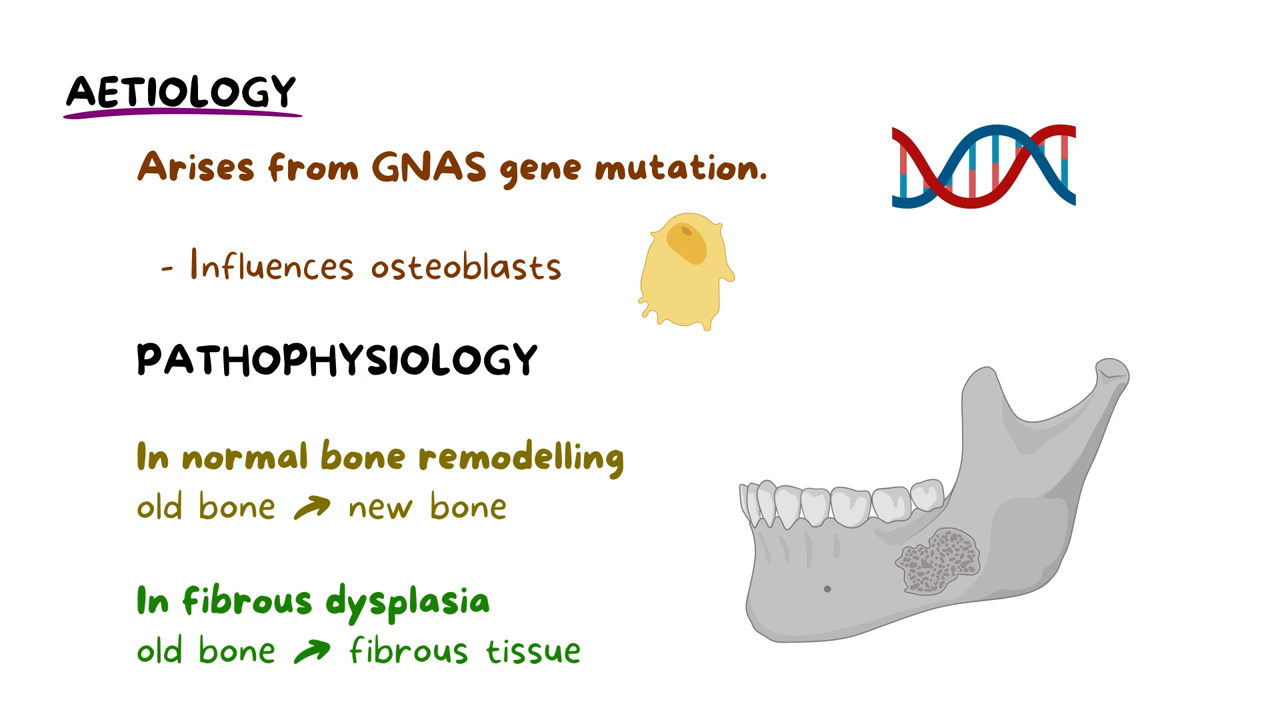 AETIOLOGY
Arises from GNAS gene mutation.
- Influences osteoblasts
PATHOPHYSIOLOGY
In normal bone remodelling
old bone → new bone
In fibrous dysplasia
old bone → fibrous tissue